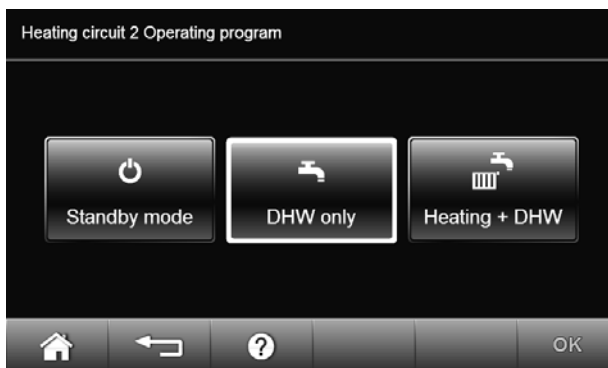 Heating circuit 2 Operating program
Standby mode
DHW only
Heating + DHW
?
OK